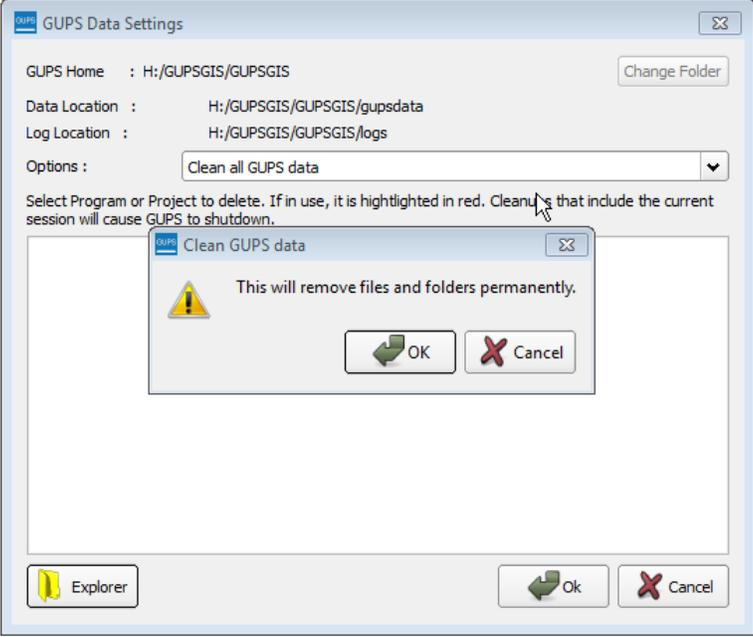 GUPS GUPS Data Settings
GUPS Home : H:/GUPSGIS/GUPSGIS Change Folder
Data Location : H:/GUPSGIS/GUPSGIS/gupsdata
Log Location : H:/GUPSGIS/GUPSGIS/logs
Options : Clean all GUPS data
Select Program or Project to delete. If in use, it is hightlighted in red. Cleanups that include the current
session will cause GUPS to shutdown.
GUPS Clean GUPS data
This will remove files and folders permanently.
OK Cancel
Explorer Ok Cancel